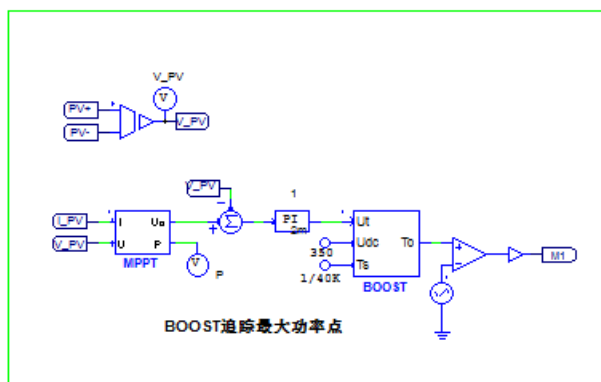 V_PV
V
PV+
PV-
V_PV
V_PV
1
I_PV
I
Uo
+
-
Σ
PI
2m
Ut
V_PV
U
P
Udc
To
+
-
M1
MPPT
V
P
350
Ts
1/40K
BOOST
BOOST追踪最大功率点